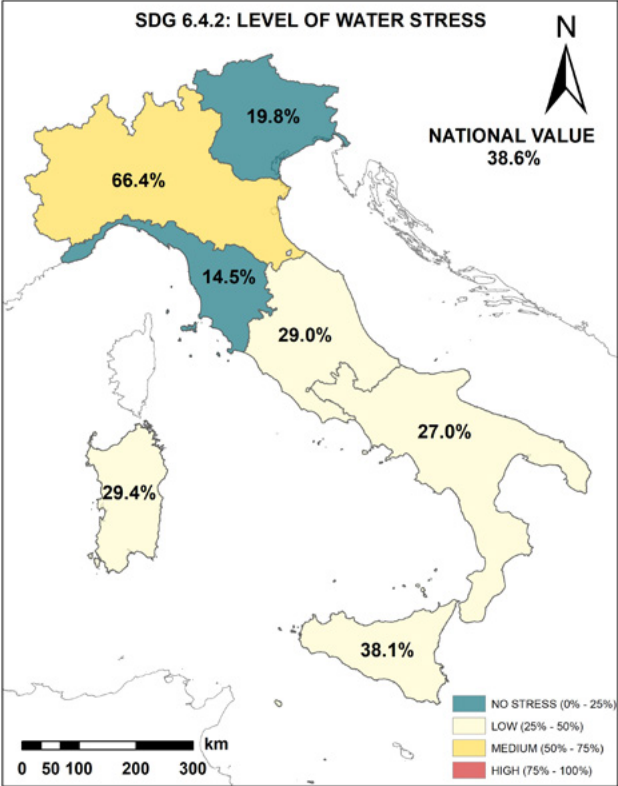 SDG 6.4.2: LEVEL OF WATER STRESS
N
19.8%
NATIONAL VALUE
38.6%
66.4%
14.5%
29.0%
27.0%
29.4%
38.1%
NO STRESS (0% - 25%)
LOW (25% - 50%)
MEDIUM (50% - 75%)
HIGH (75% - 100%)
km
0 50 100 200 300